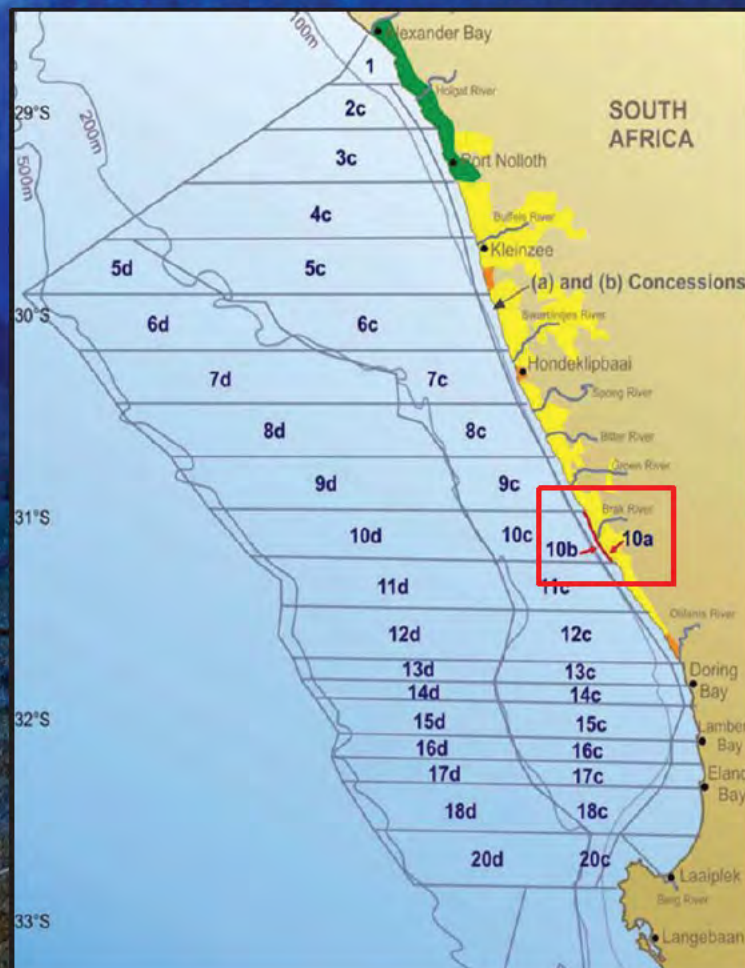 100m
200m
500m
Alexander Bay
1
Holgat River
29°S
2c
SOUTH
AFRICA
3c
Port Nolloth
4c
Buffels River
Kleinzee
5d
5c
(a) and (b) Concessions
30°S
Swartlintjes River
6d
6c
Hondeklipbaai
7d
7c
Spoeg River
8d
8c
Bitter River
Groen River
9d
9c
31°S
Brak River
10d
10c
10b
10a
11d
11c
Olifants River
12d
12c
13d
13c
Doring
Bay
14d
14c
32°S
15d
15c
Lamber
Bay
16d
16c
17d
17c
Eland
Bay
18d
18c
20d
20c
Laaiplek
Berg River
33°S
Langebaan